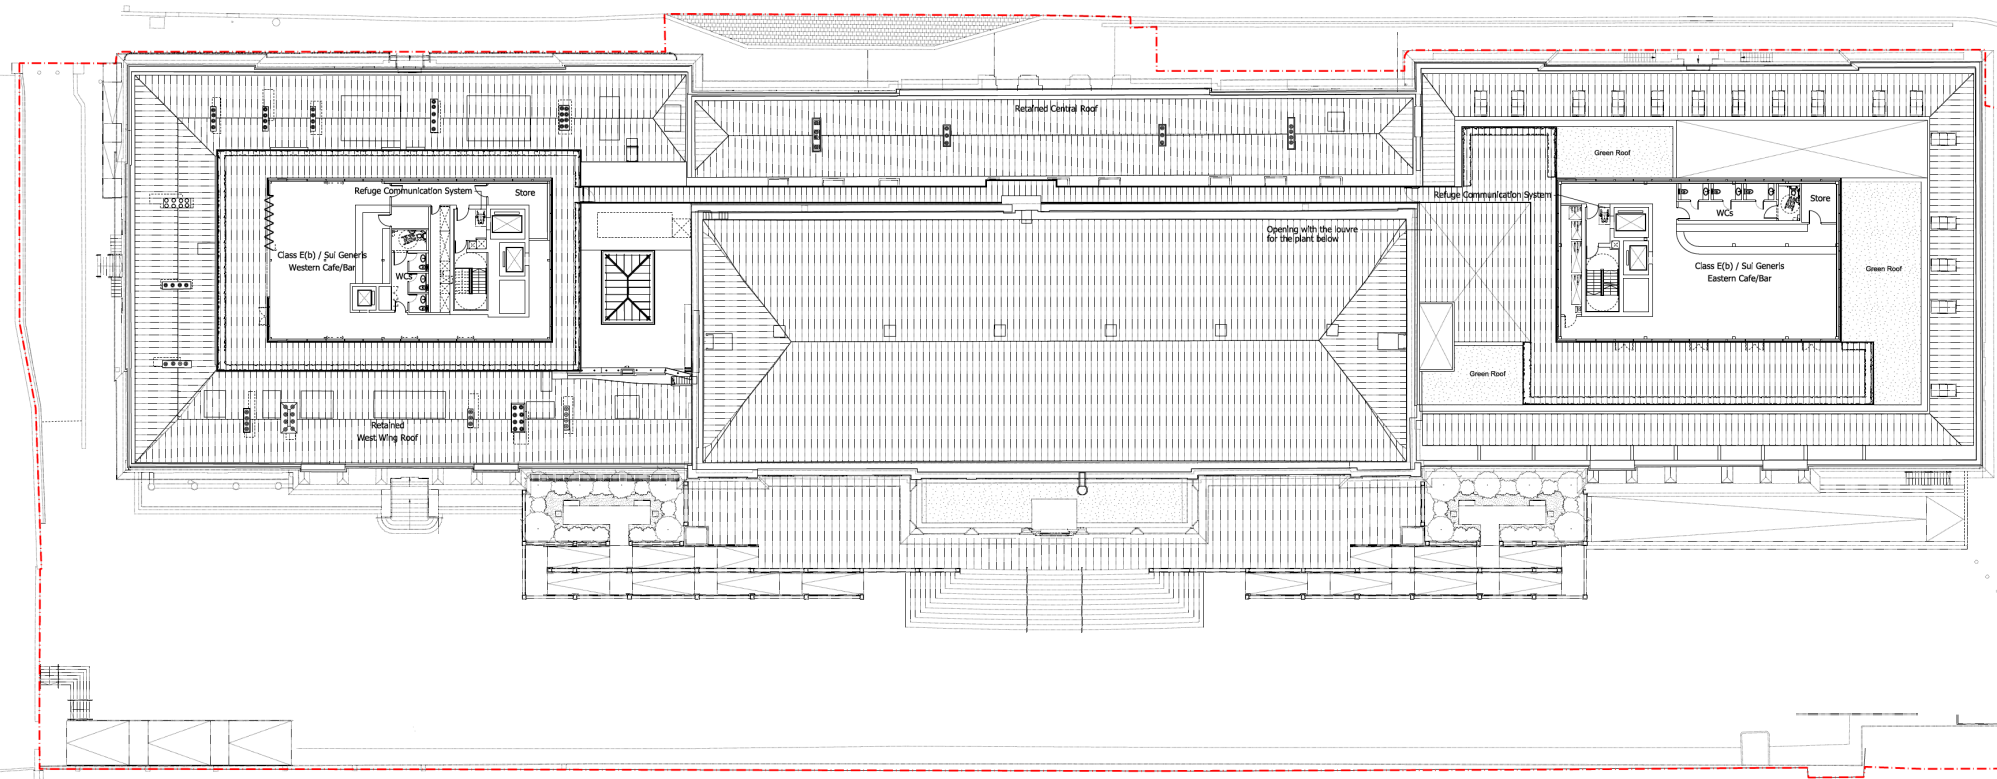 Retained Central Roof
Green Roof
Refuge Communication System
Store
Refuge Communication System
Store
WCs
Opening with the louvre
for the plant below
Class E(b) / Sui Generis
Western Cafe/Bar
WCs
Class E(b) / Sui Generis
Eastern Cafe/Bar
Green Roof
Green Roof
Retained
West Wing Roof